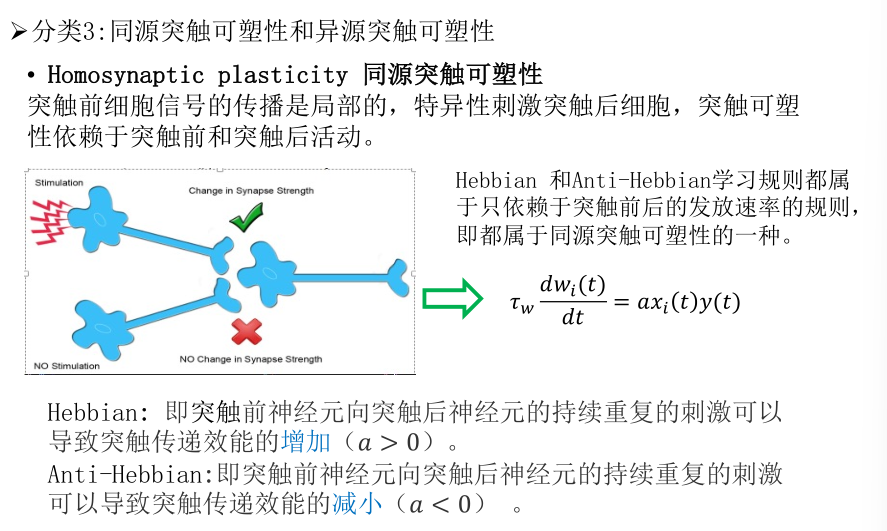 ➢分类3:同源突触可塑性和异源突触可塑性
• Homosynaptic plasticity 同源突触可塑性
突触前细胞信号的传播是局部的，特异性刺激突触后细胞，突触可塑
性依赖于突触前和突触后活动。
Stimulation
Change in Synapse Strength
NO Change in Synapse Strength
NO Stimulation
Hebbian 和Anti-Hebbian学习规则都属
于只依赖于突触前后的发放速率的规则，
即都属于同源突触可塑性的一种。
τ_w dw_i(t)/dt = ax_i(t)y(t)
Hebbian: 即突触前神经元向突触后神经元的持续重复的刺激可以
导致突触传递效能的增加（a > 0）。
Anti-Hebbian:即突触前神经元向突触后神经元的持续重复的刺激
可以导致突触传递效能的减小（a < 0） 。